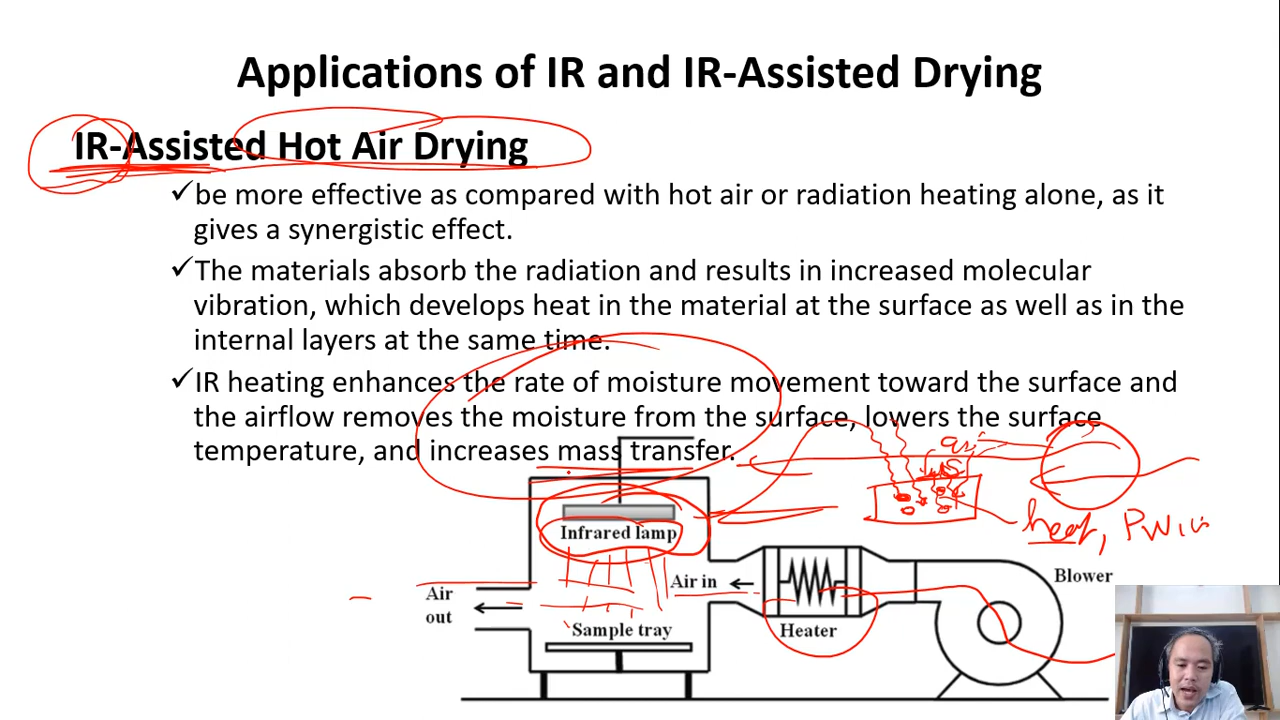 Applications of IR and IR-Assisted Drying
IR-Assisted Hot Air Drying
✓be more effective as compared with hot air or radiation heating alone, as it
gives a synergistic effect.
✓The materials absorb the radiation and results in increased molecular
vibration, which develops heat in the material at the surface as well as in the
internal layers at the same time.
✓IR heating enhances the rate of moisture movement toward the surface and
the airflow removes the moisture from the surface, lowers the surface
temperature, and increases mass transfer.
heat,
Infrared lamp
Air in
Blower
Air
out
Sample tray
Heater